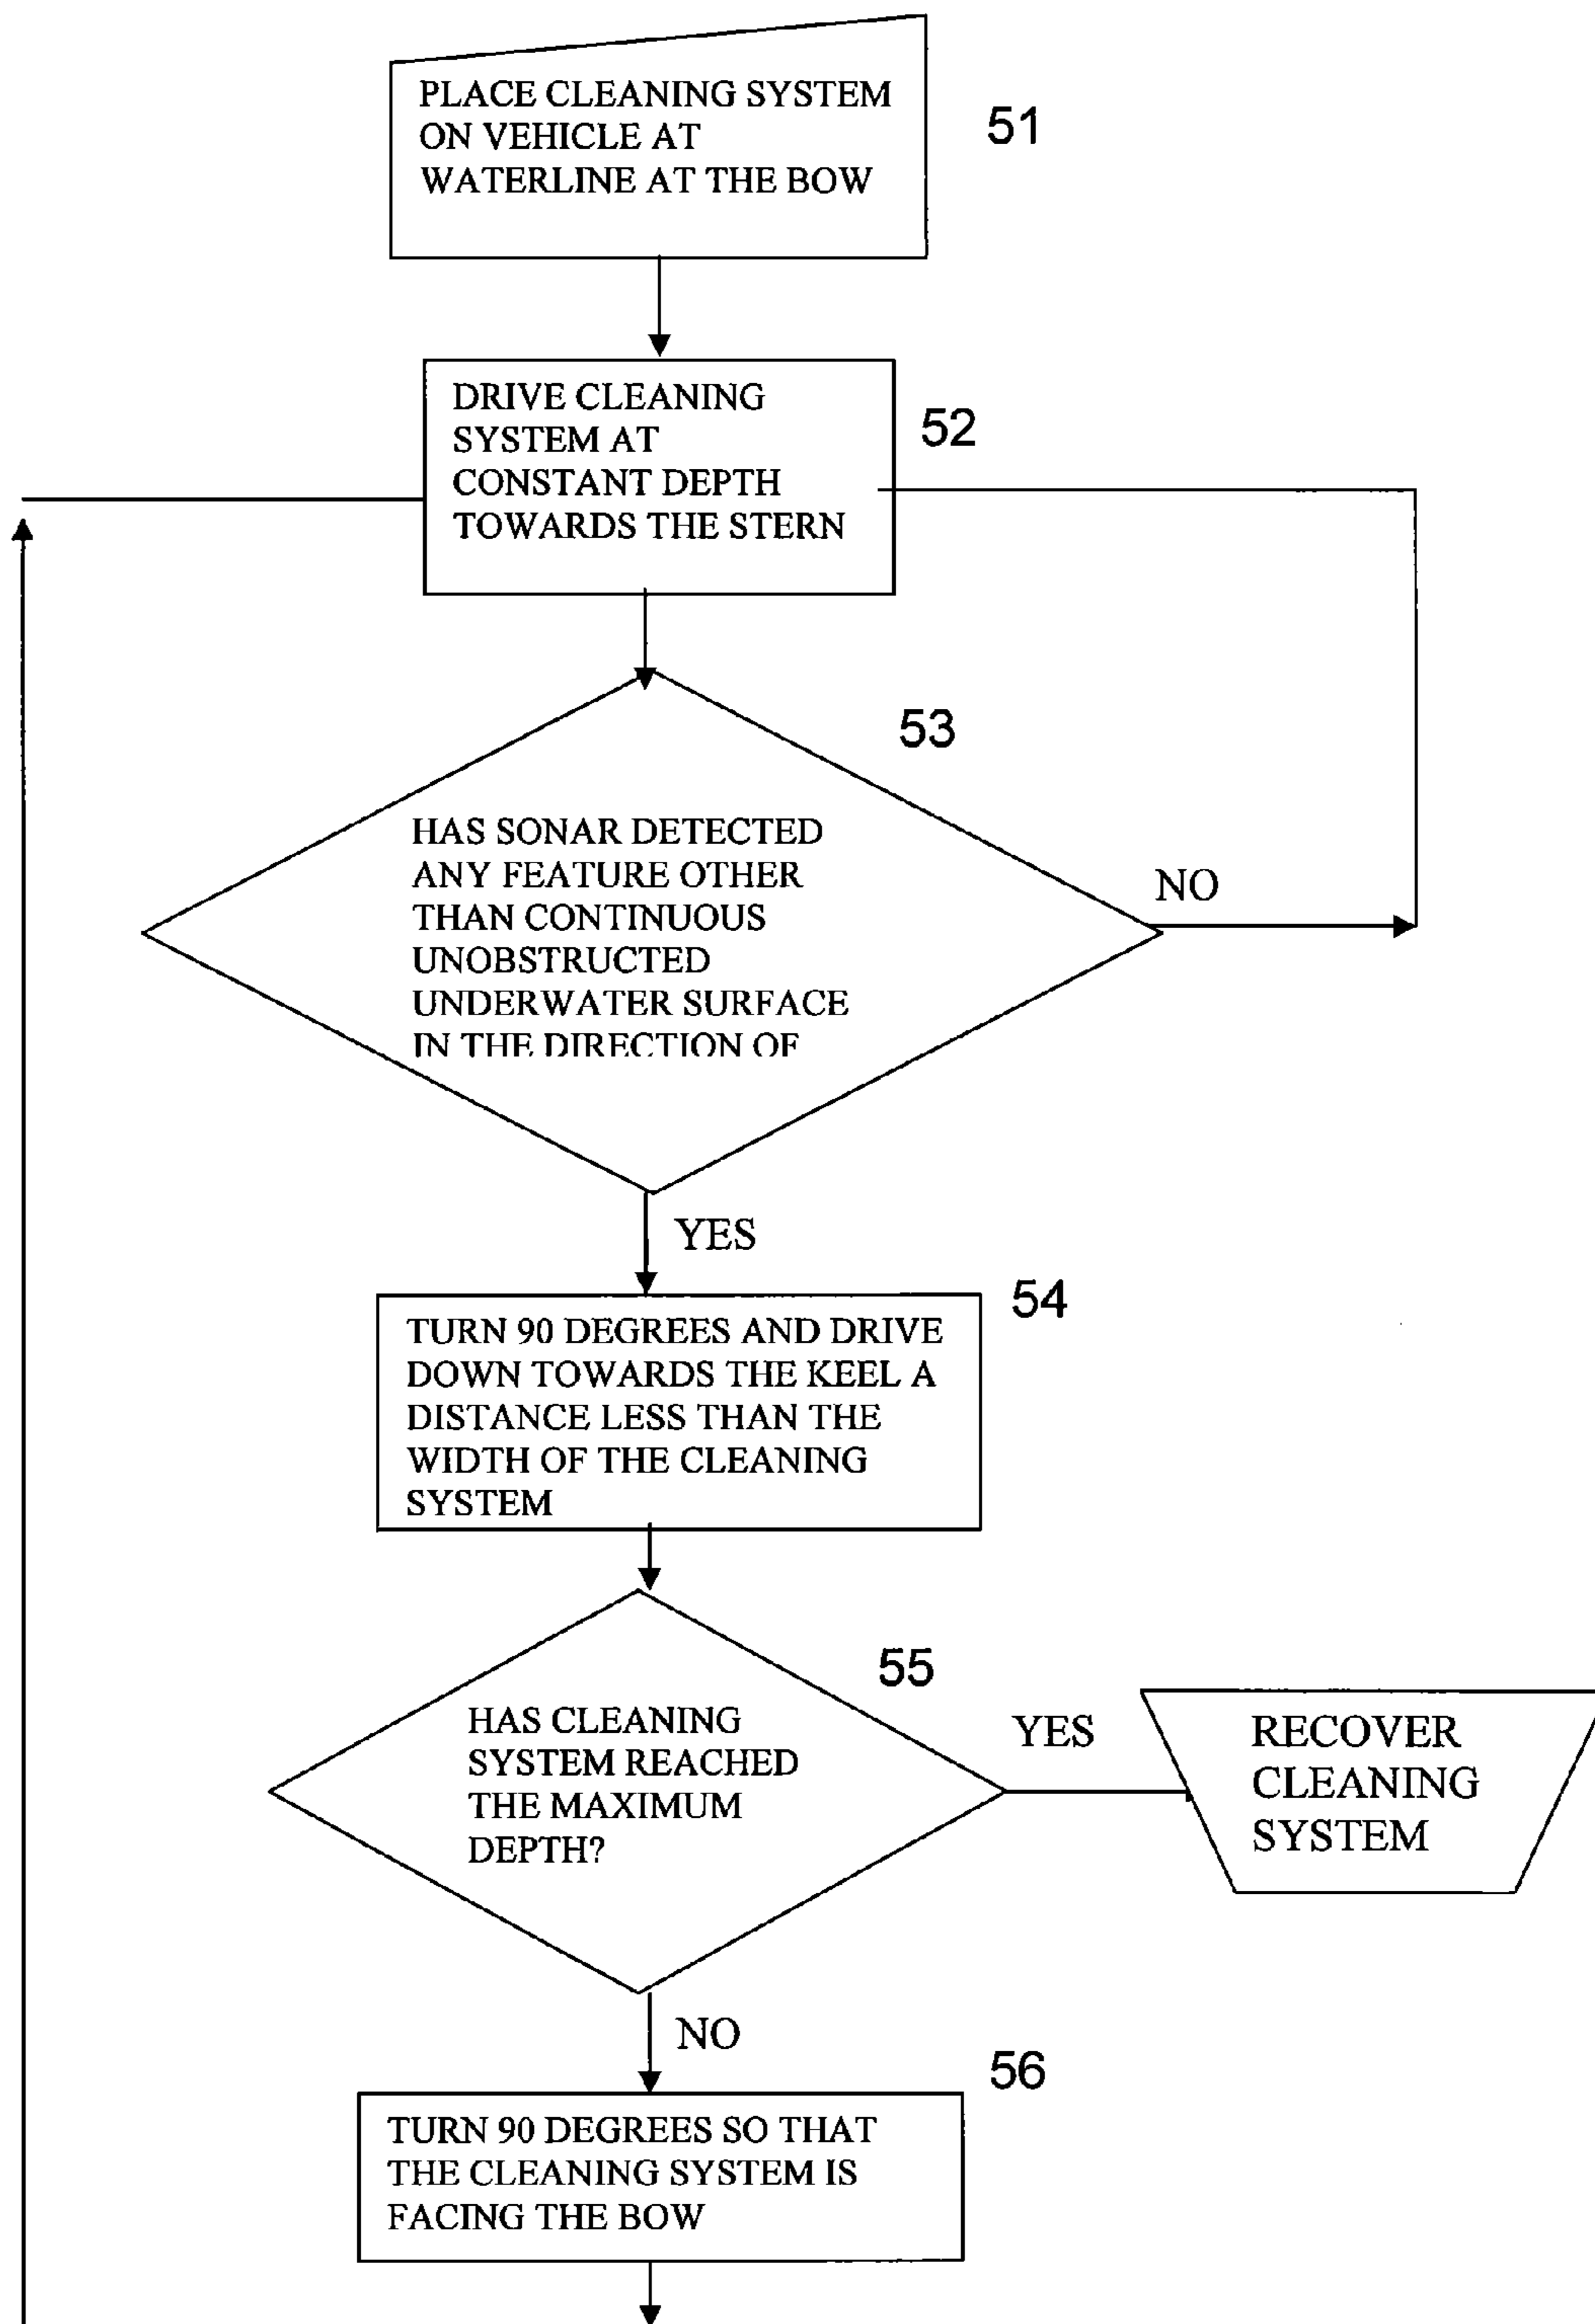 PLACE CLEANING SYSTEM
ON VEHICLE AT
WATERLINE AT THE BOW
51
DRIVE CLEANING
SYSTEM AT
CONSTANT DEPTH
TOWARDS THE STERN
52
53
HAS SONAR DETECTED
ANY FEATURE OTHER
THAN CONTINUOUS
UNOBSTRUCTED
UNDERWATER SURFACE
IN THE DIRECTION OF
NO
YES
54
TURN 90 DEGREES AND DRIVE
DOWN TOWARDS THE KEEL A
DISTANCE LESS THAN THE
WIDTH OF THE CLEANING
SYSTEM
55
HAS CLEANING
SYSTEM REACHED
THE MAXIMUM
DEPTH?
YES
RECOVER
CLEANING
SYSTEM
NO
56
TURN 90 DEGREES SO THAT
THE CLEANING SYSTEM IS
FACING THE BOW